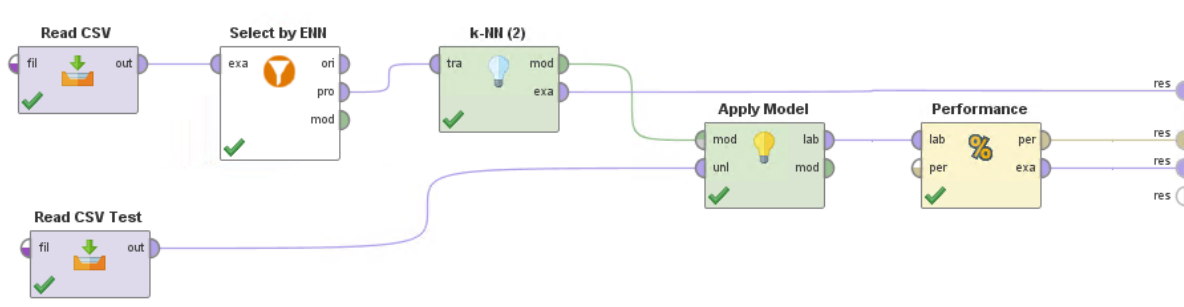 Read CSV
fil out
Select by ENN
exa ori
pro
mod
k-NN (2)
tra mod
exa
Apply Model
mod lab
unl mod
Performance
%
lab per
per exa
res
res
res
res
Read CSV Test
fil out